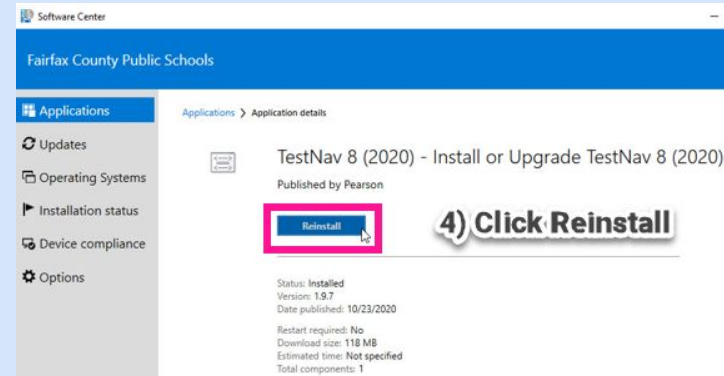 Software Center
Fairfax County Public Schools
Applications
Updates
Operating Systems
Installation status
Device compliance
Options
Applications > Application details
TestNav 8 (2020) - Install or Upgrade TestNav 8 (2020)
Published by Pearson
Reinstall
4) Click Reinstall
Status: Installed
Version: 1.9.7
Date published: 10/23/2020
Restart required: No
Download size: 118 MB
Estimated time: Not specified
Total components: 1